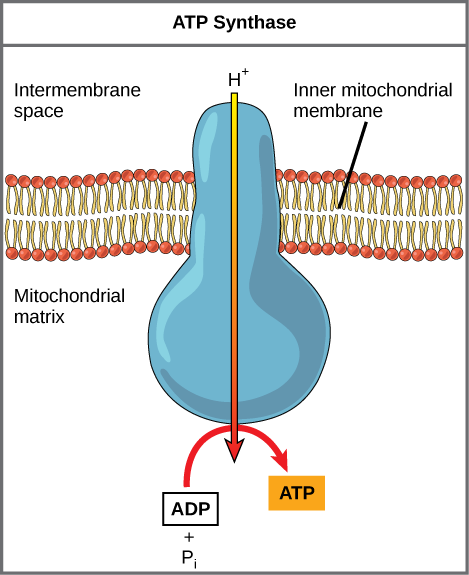 ATP Synthase
H+
Intermembrane
space
Inner mitochondrial
membrane
Mitochondrial
matrix
ADP
+
Pi
ATP